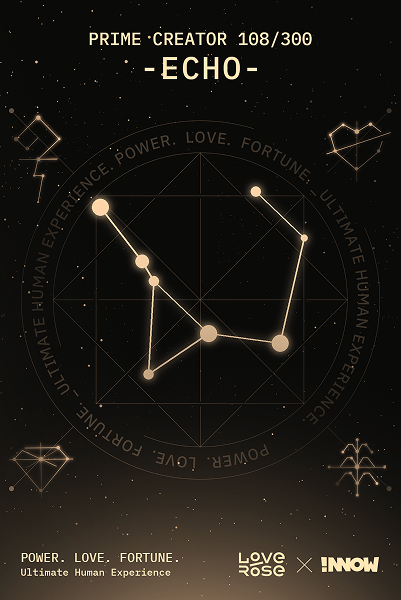 PRIME CREATOR 108/300
-ECHO-
POWER. LOVE. FORTUNE. _ULTIMATE HUMAN EXPERIENCE.
POWER. LOVE. FORTUNE _ ULTIMATE HUMAN EXPERIENCE.
POWER. LOVE. FORTUNE.
Ultimate Human Experience
LOVE
ROSE
INNOW